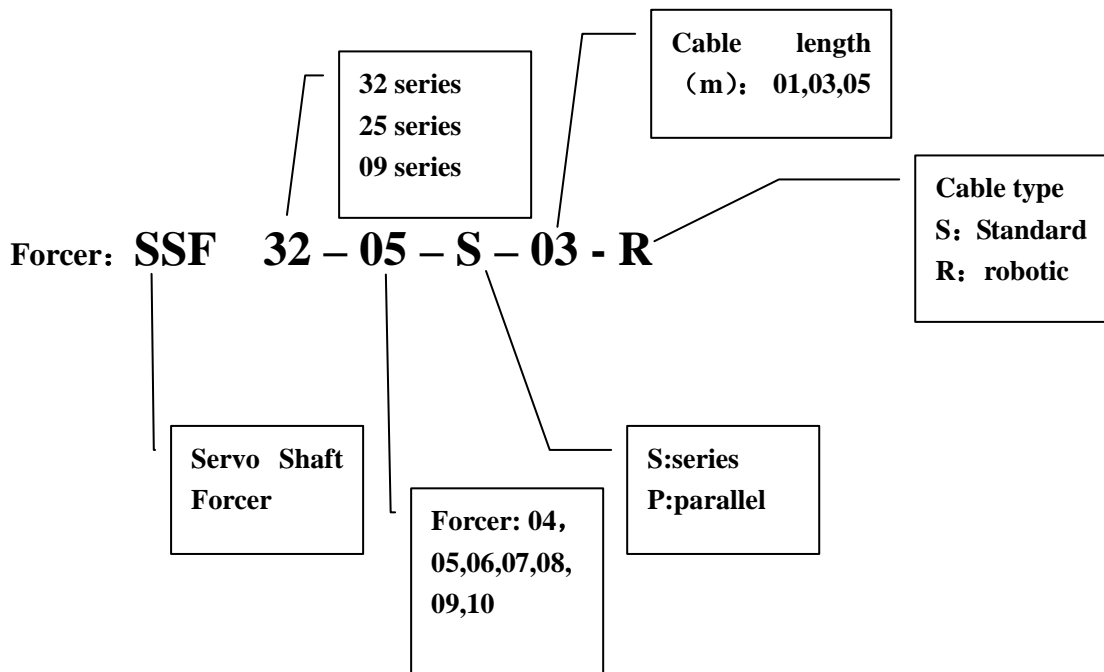 Cable length
（m）： 01,03,05
32 series
25 series
09 series
Cable type
S：Standard
R：robotic
Forcer：SSF 32 – 05 – S – 03 - R
Servo Shaft
Forcer
Forcer: 04，
05,06,07,08,
09,10
S:series
P:parallel